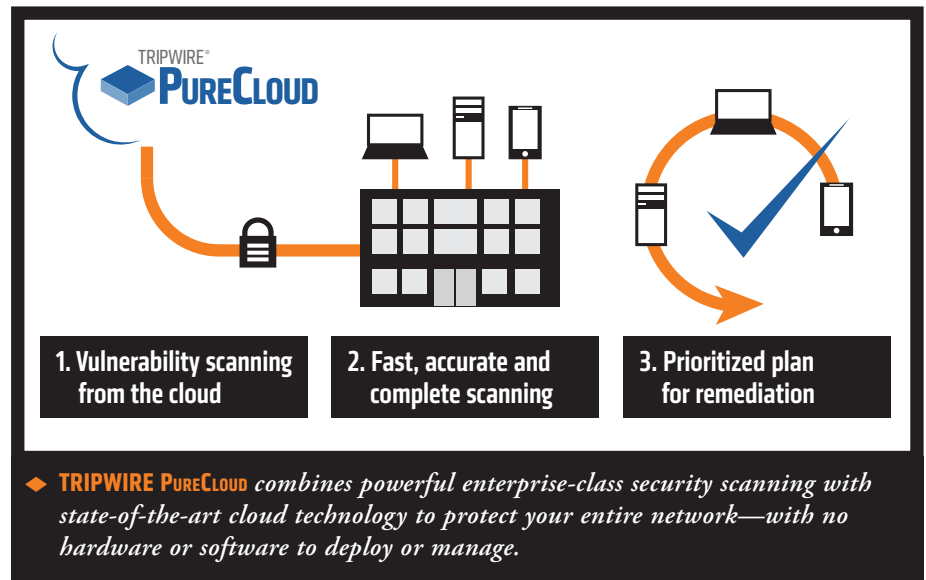 TRIPWIRE®
PURECLOUD
1. Vulnerability scanning
from the cloud
2. Fast, accurate and
complete scanning
3. Prioritized plan
for remediation
TRIPWIRE PURECLOUD combines powerful enterprise-class security scanning with
state-of-the-art cloud technology to protect your entire network—with no
hardware or software to deploy or manage.